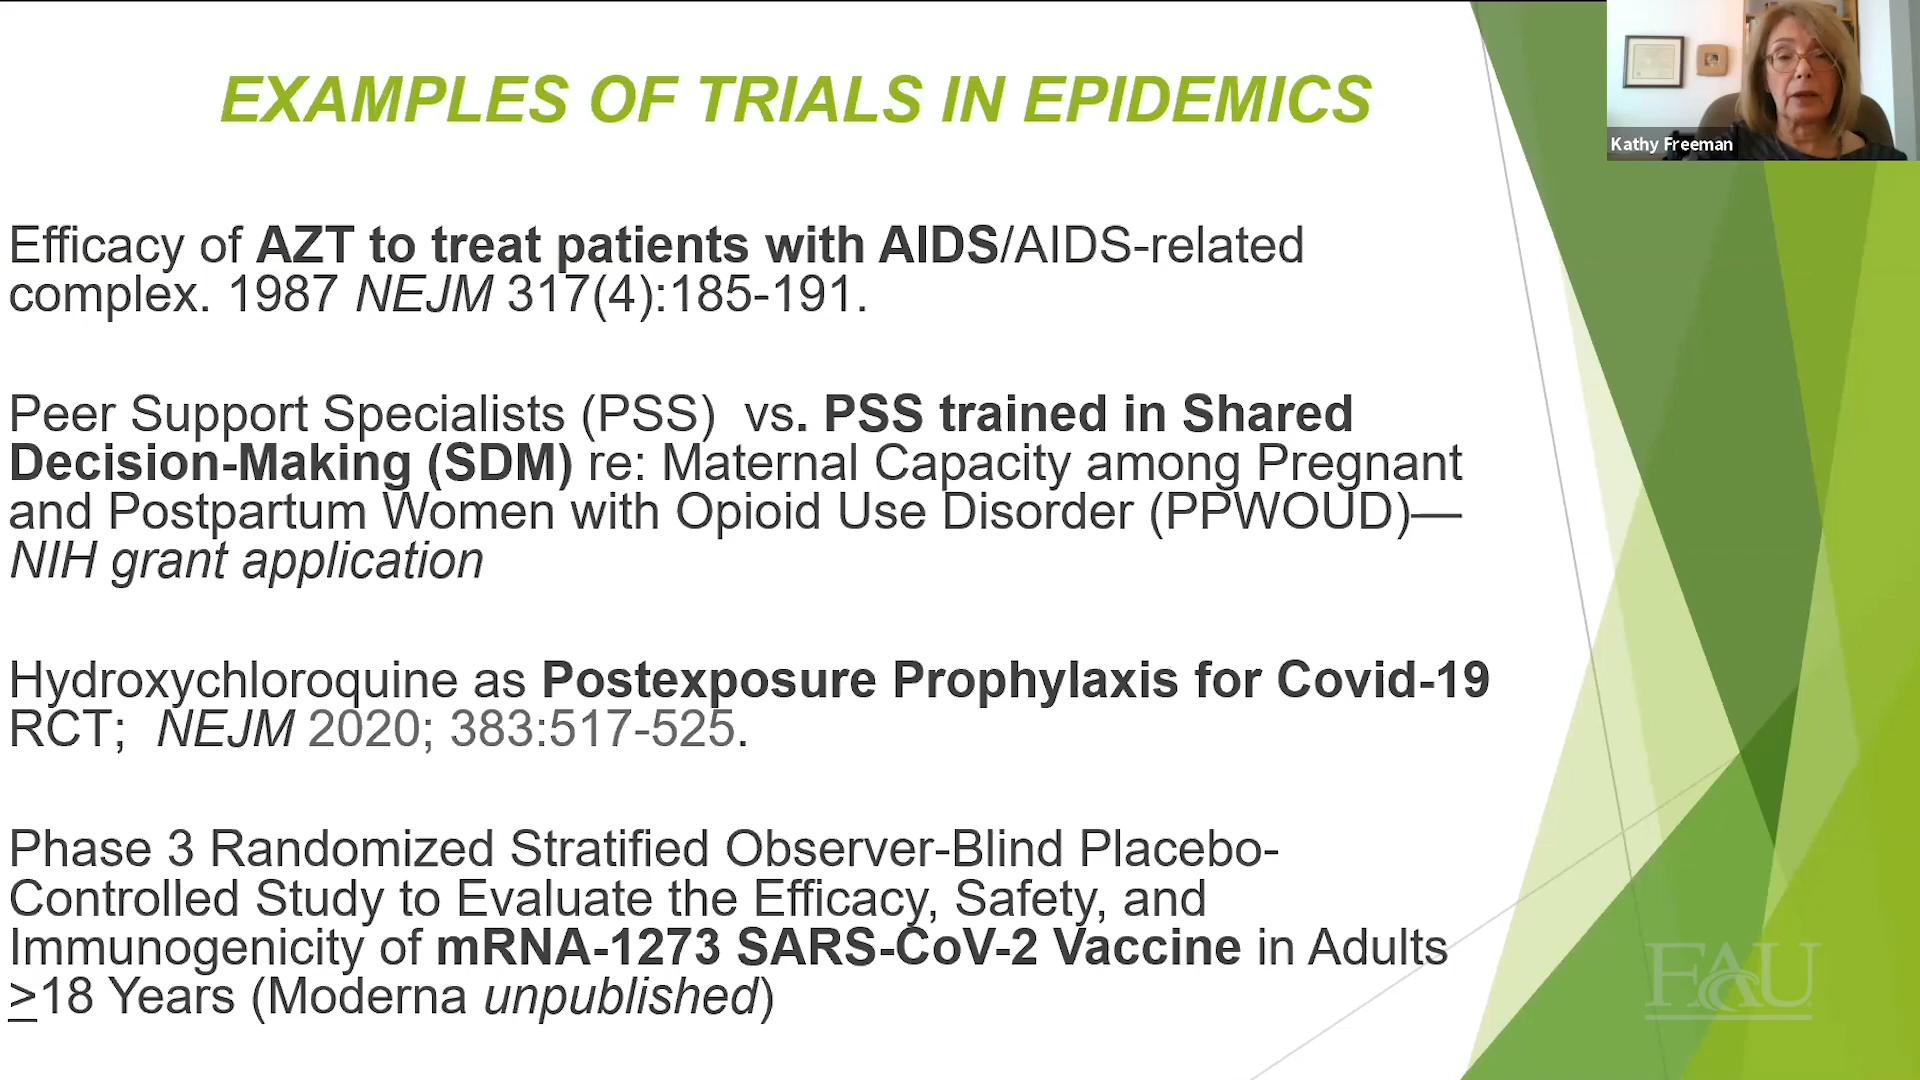 EXAMPLES OF TRIALS IN EPIDEMICS
Kathy Freeman
Efficacy of AZT to treat patients with AIDS/AIDS-related
complex. 1987 NEJM 317(4):185-191.
Peer Support Specialists (PSS) vs. PSS trained in Shared
Decision-Making (SDM) re: Maternal Capacity among Pregnant
and Postpartum Women with Opioid Use Disorder (PPWOUD)—
NIH grant application
Hydroxychloroquine as Postexposure Prophylaxis for Covid-19
RCT; NEJM 2020; 383:517-525.
Phase 3 Randomized Stratified Observer-Blind Placebo-
Controlled Study to Evaluate the Efficacy, Safety, and
Immunogenicity of mRNA-1273 SARS-CoV-2 Vaccine in Adults
>18 Years (Moderna unpublished)
FAU